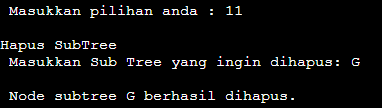 Masukkan pilihan anda : 11
Hapus SubTree
Masukkan Sub Tree yang ingin dihapus: G
Node subtree G berhasil dihapus.